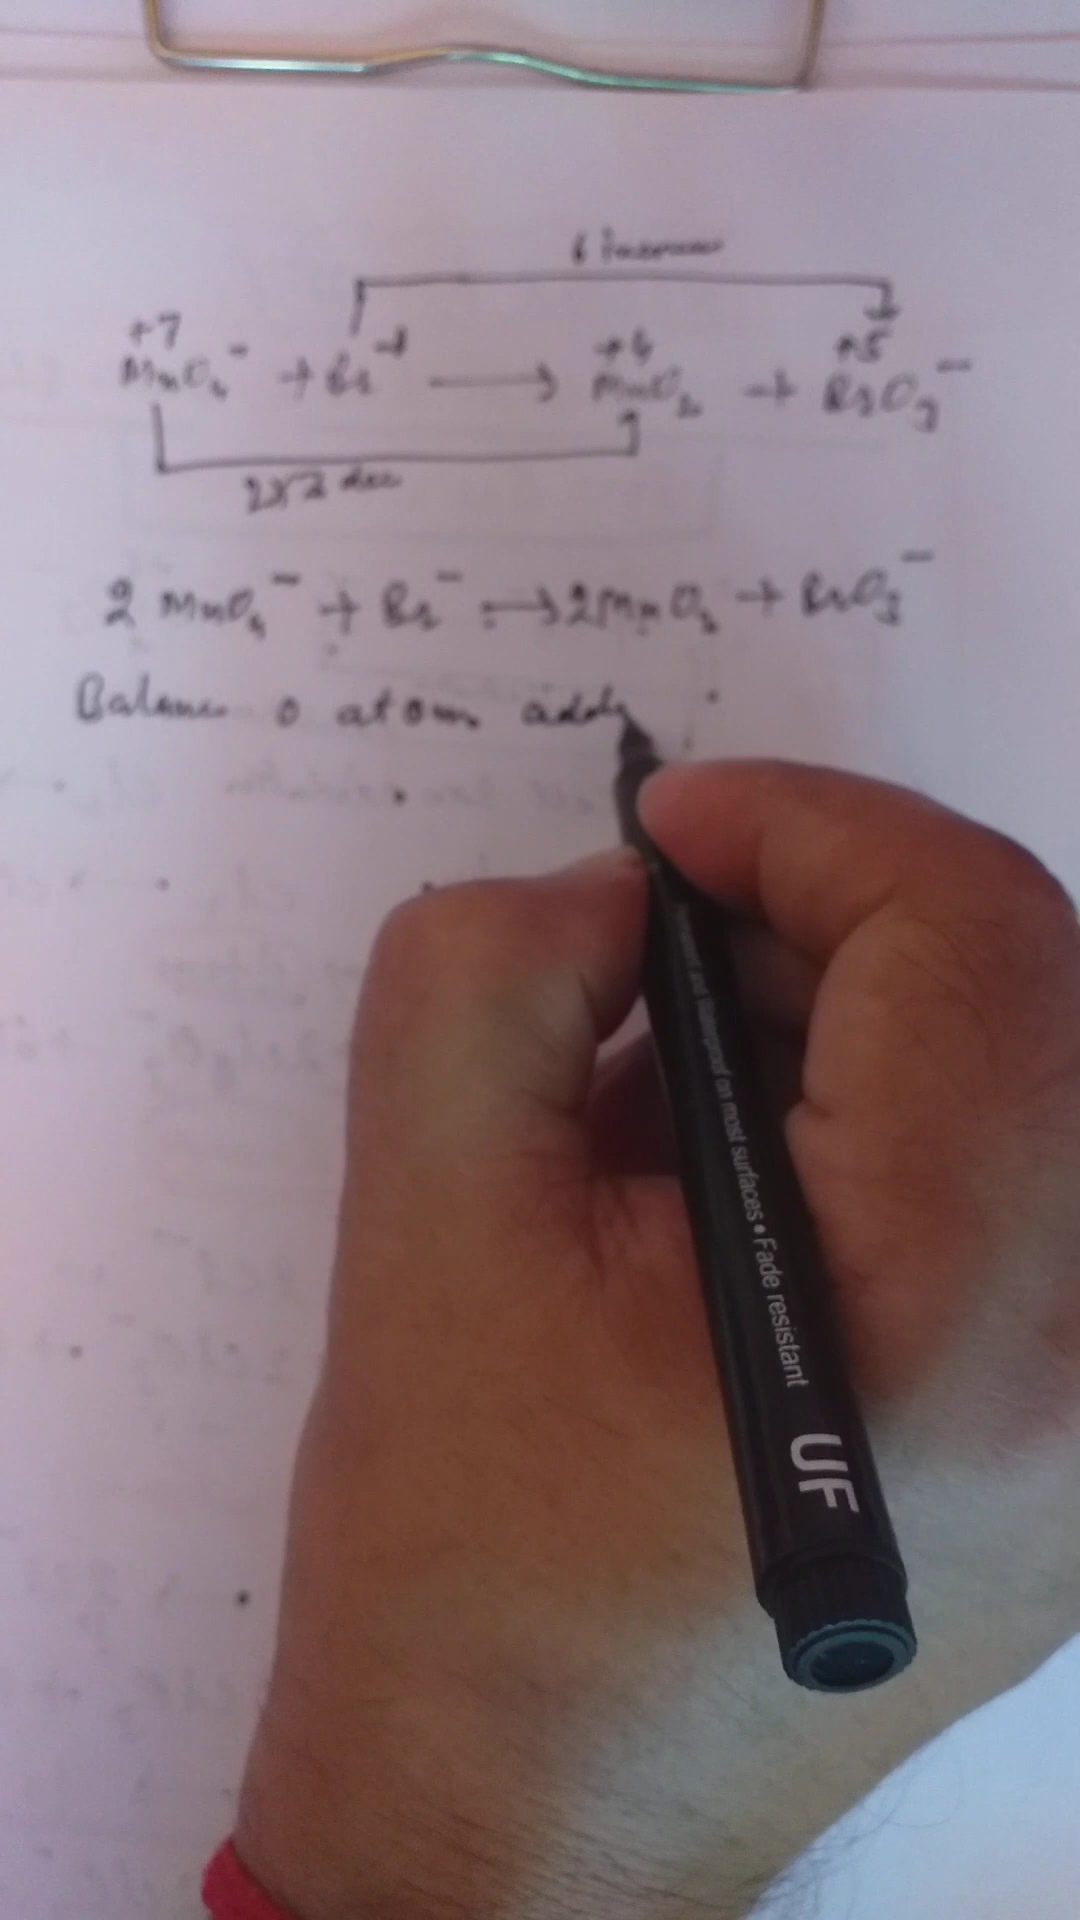 6 increase
+7 -1 +4 +5
MnO₄⁻ + Br → MnO₂ + BrO₃⁻
2×3 dec
2 MnO₄⁻ + Br⁻ → 2MnO₂ + BrO₃⁻
Balance O atom add
and waterproof on most surfaces • Fade resistant UF